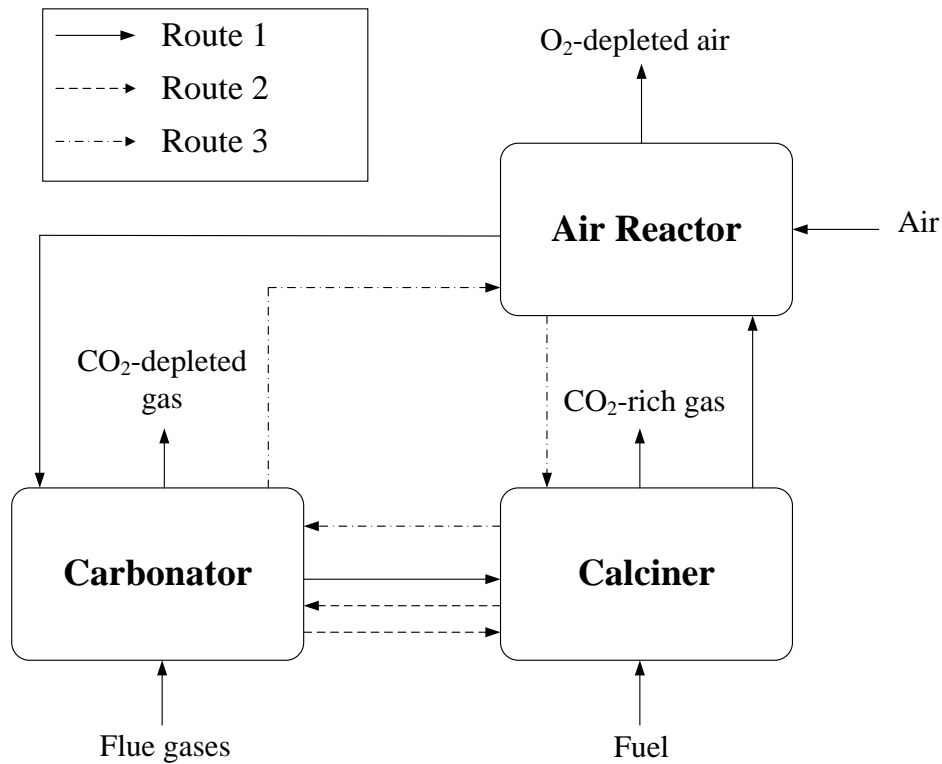 Route 1
Route 2
Route 3
O₂-depleted air
Air Reactor
Air
CO₂-depleted
gas
CO₂-rich gas
Carbonator
Calciner
Flue gases
Fuel